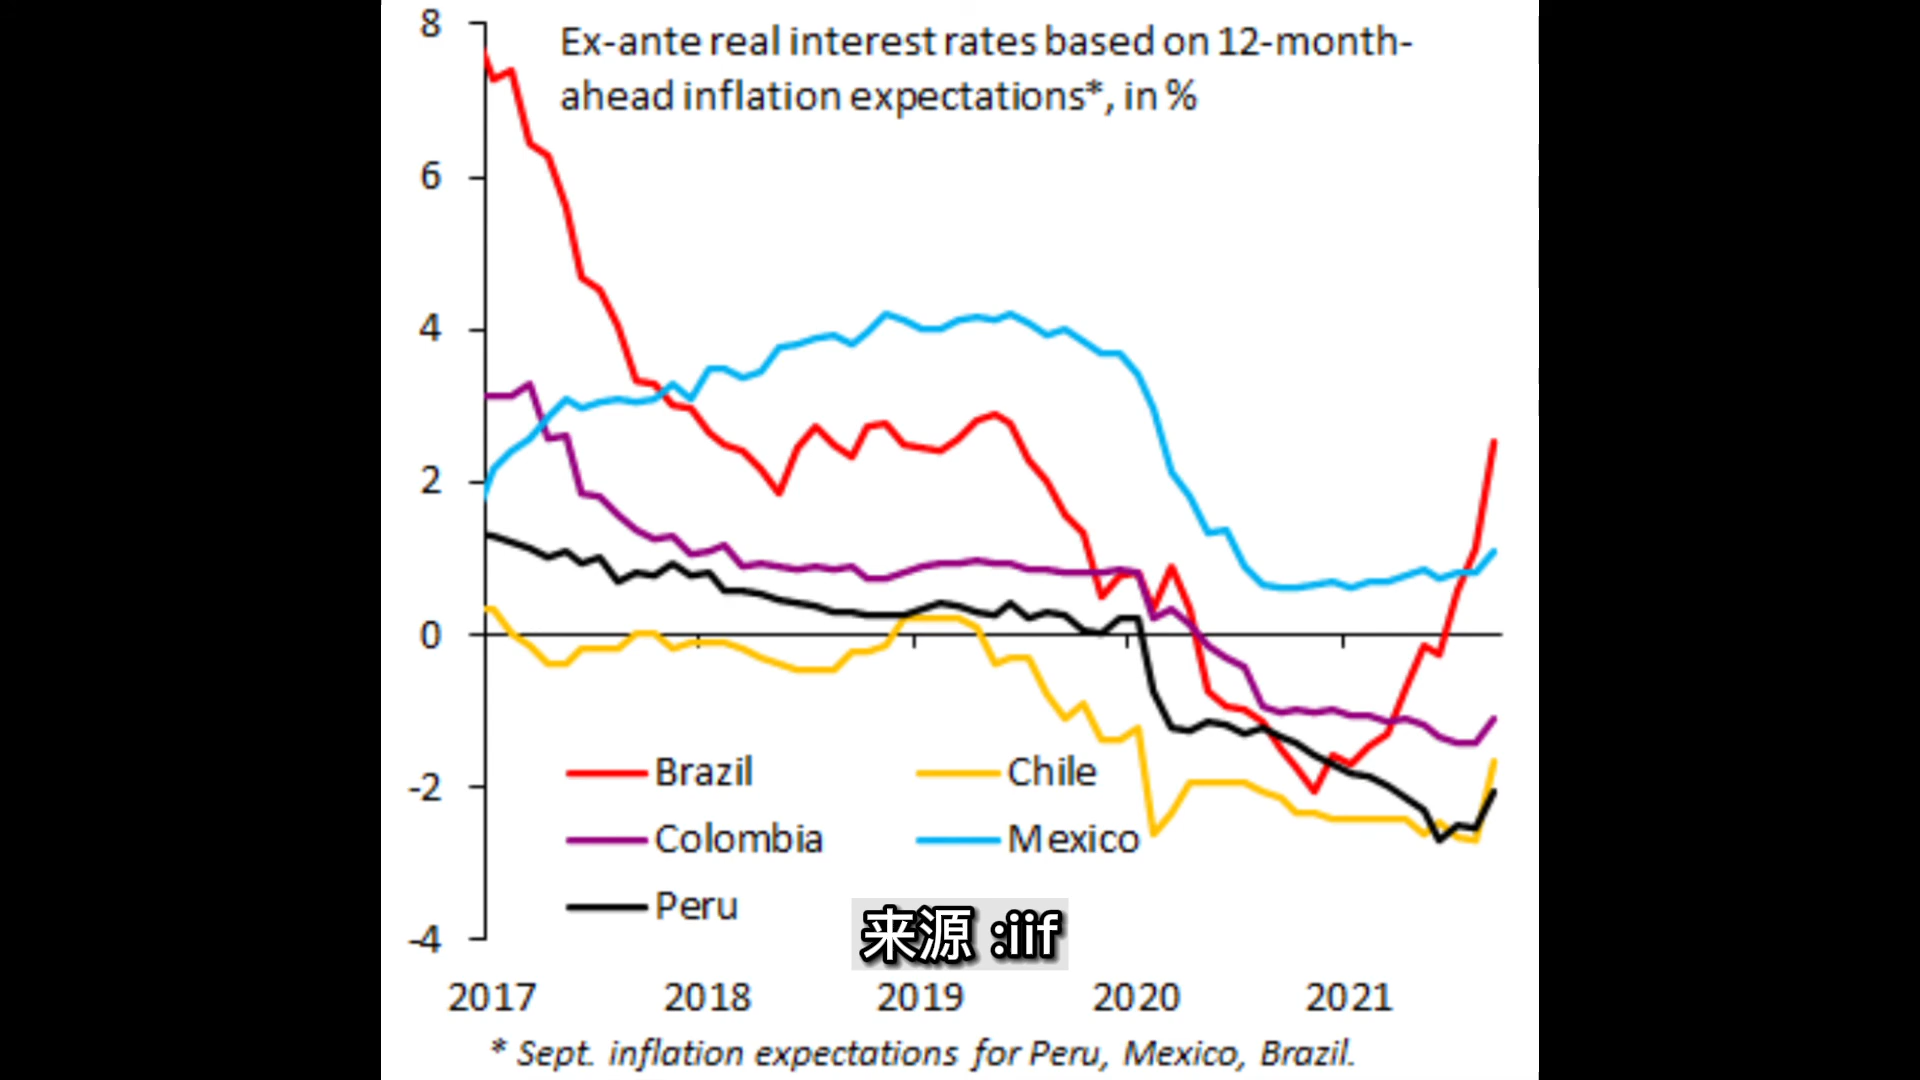 Ex-ante real interest rates based on 12-month-
ahead inflation expectations*, in %
8
6
4
2
0
-2
-4
Brazil
Chile
Colombia
Mexico
Peru
来源 :iif
2017
2018
2019
2020
2021
* Sept. inflation expectations for Peru, Mexico, Brazil.